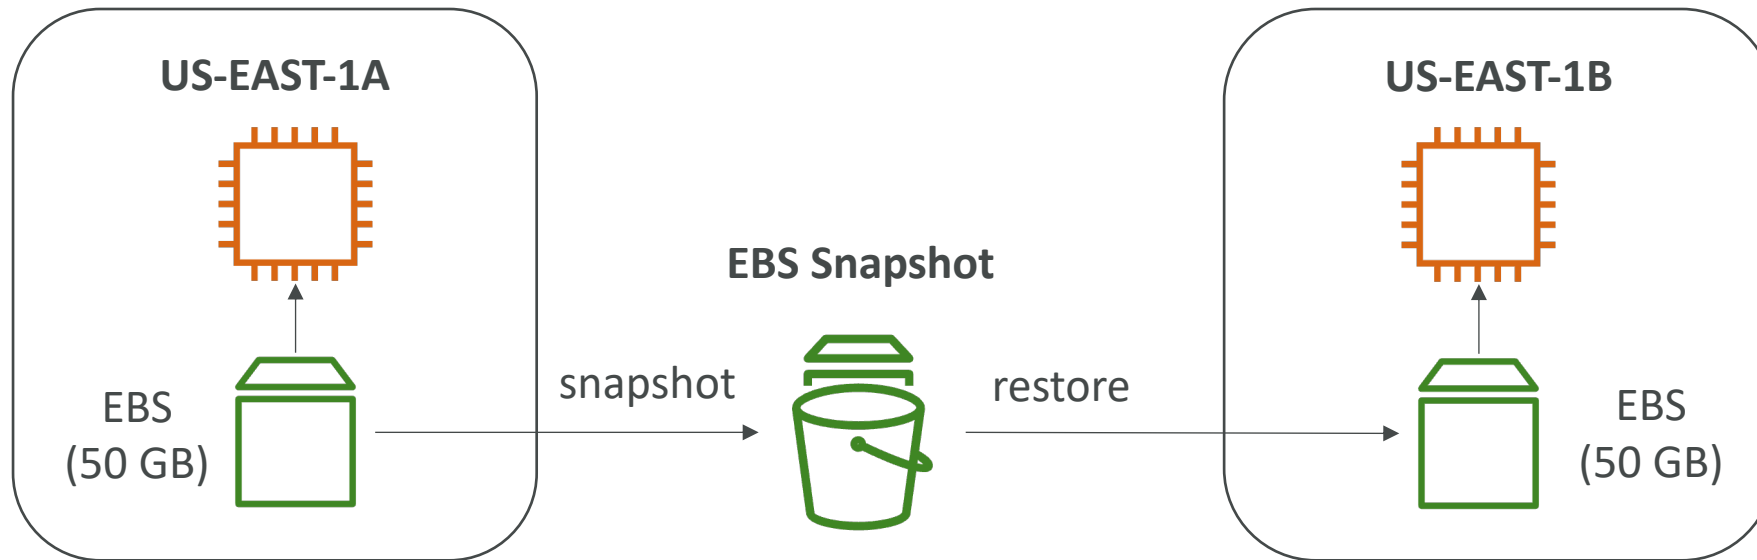 US-EAST-1A
EBS
(50 GB)
snapshot
EBS Snapshot
restore
US-EAST-1B
EBS
(50 GB)